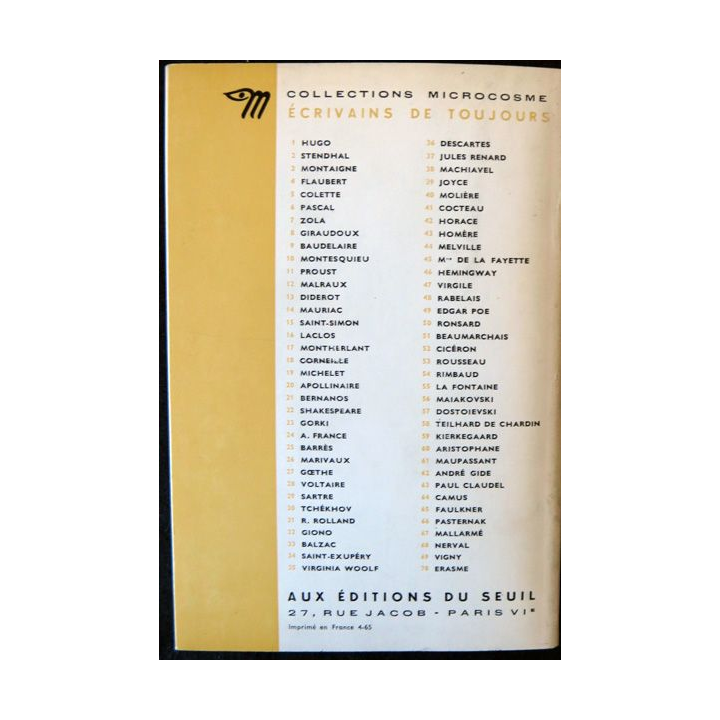 COLLECTIONS MICROCOSME
ÉCRIVAINS DE TOUJOURS
1 HUGO
2 STENDHAL
3 MONTAIGNE
4 FLAUBERT
5 COLETTE
6 PASCAL
7 ZOLA
8 GIRAUDOUX
9 BAUDELAIRE
10 MONTESQUIEU
11 PROUST
12 MALRAUX
13 DIDEROT
14 MAURIAC
15 SAINT-SIMON
16 LACLOS
17 MONTHERLANT
18 CORNEILLE
19 MICHELET
20 APOLLINAIRE
21 BERNANOS
22 SHAKESPEARE
23 GORKI
24 A. FRANCE
25 BARRÈS
26 MARIVAUX
27 GŒTHE
28 VOLTAIRE
29 SARTRE
30 TCHÉKHOV
31 R. ROLLAND
32 GIONO
33 BALZAC
34 SAINT-EXUPÉRY
35 VIRGINIA WOOLF
36 DESCARTES
37 JULES RENARD
38 MACHIAVEL
39 JOYCE
40 MOLIÈRE
41 COCTEAU
42 HORACE
43 HOMÈRE
44 MELVILLE
45 Mme DE LA FAYETTE
46 HEMINGWAY
47 VIRGILE
48 RABELAIS
49 EDGAR POE
50 RONSARD
51 BEAUMARCHAIS
52 CICÉRON
53 ROUSSEAU
54 RIMBAUD
55 LA FONTAINE
56 MAIAKOVSKI
57 DOSTOIEVSKI
58 TEILHARD DE CHARDIN
59 KIERKEGAARD
60 ARISTOPHANE
61 MAUPASSANT
62 ANDRÉ GIDE
63 PAUL CLAUDEL
64 CAMUS
65 FAULKNER
66 PASTERNAK
67 MALLARMÉ
68 NERVAL
69 VIGNY
70 ERASME
AUX ÉDITIONS DU SEUIL
27, RUE JACOB - PARIS VIe
Imprimé en France 4-65